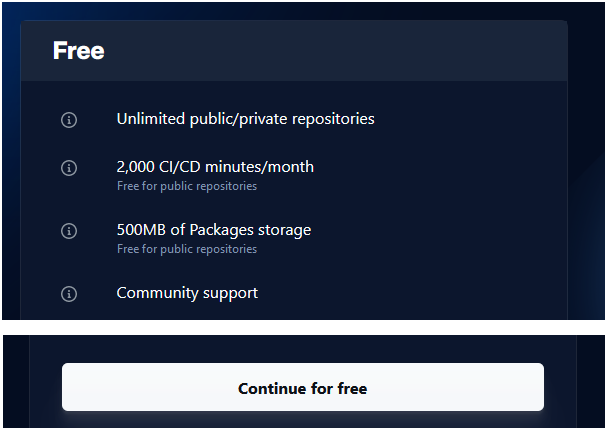 Free
Unlimited public/private repositories
2,000 CI/CD minutes/month
Free for public repositories
500MB of Packages storage
Free for public repositories
Community support
Continue for free